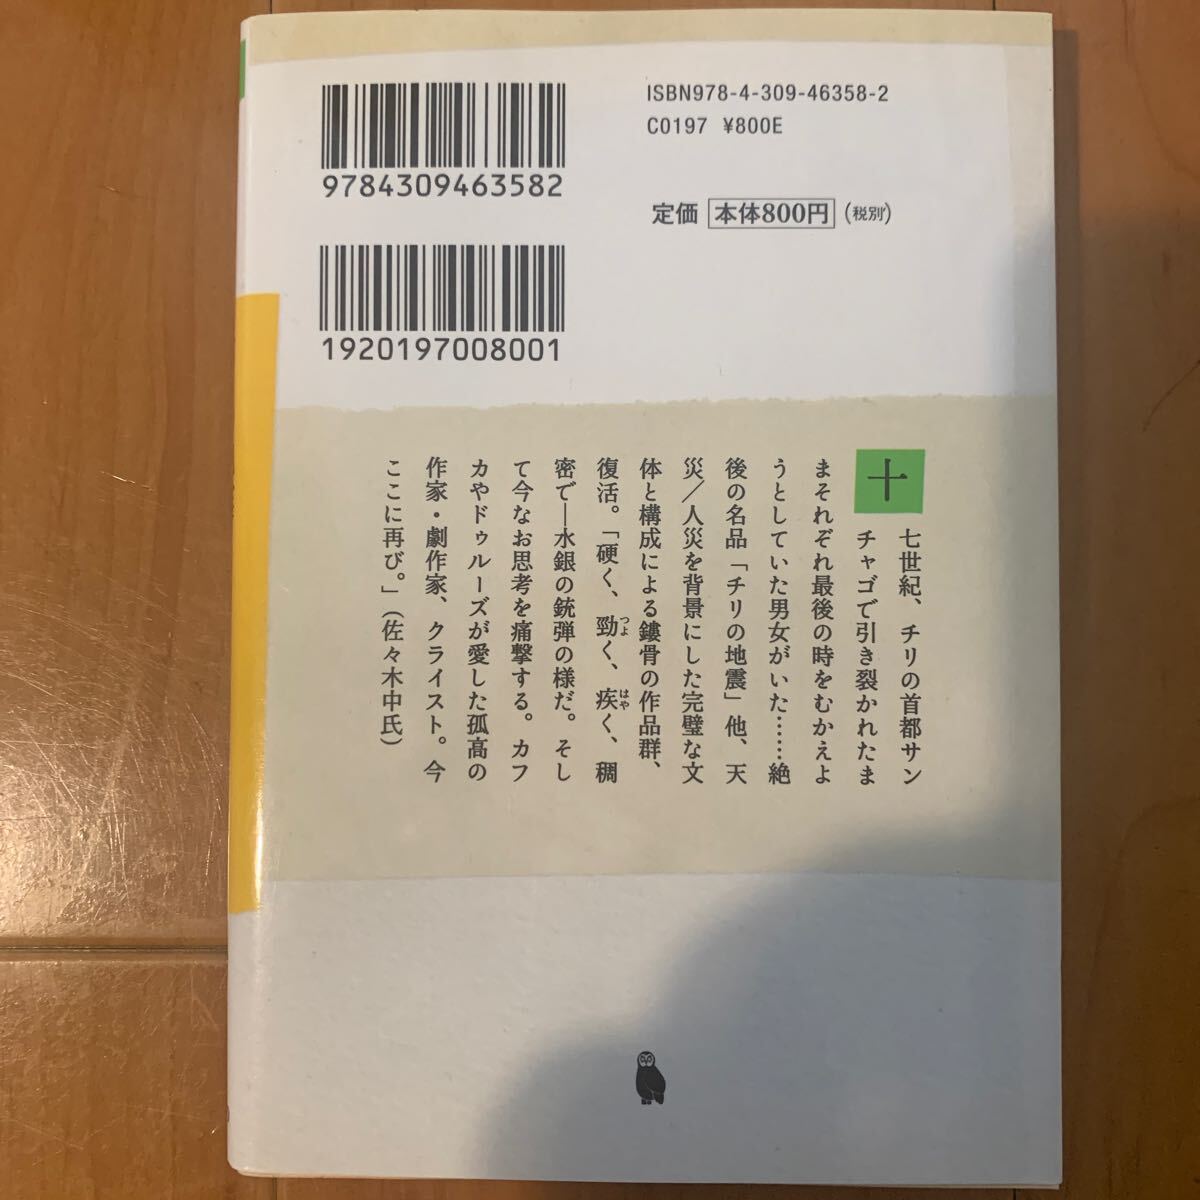 ISBN978-4-309-46358-2
C0197 ¥800E
9784309463582
定価 本体800円(税別)
1920197008001
十七世紀、チリの首都サン
チャゴで引き裂かれたま
まそれぞれ最後の時をむかえよ
うとしていた男女がいた……絶
後の名品「チリの地震」他、天
災／人災を背景にした完璧な文
体と構成による鏤骨の作品群、
復活。「硬く、勁(つよ)く、疾(はや)く、稠
密で—水銀の銃弾の様だ。そし
て今なお思考を痛撃する。カフ
カやドゥルーズが愛した孤高の
作家・劇作家、クライスト。今
ここに再び。」(佐々木中氏)